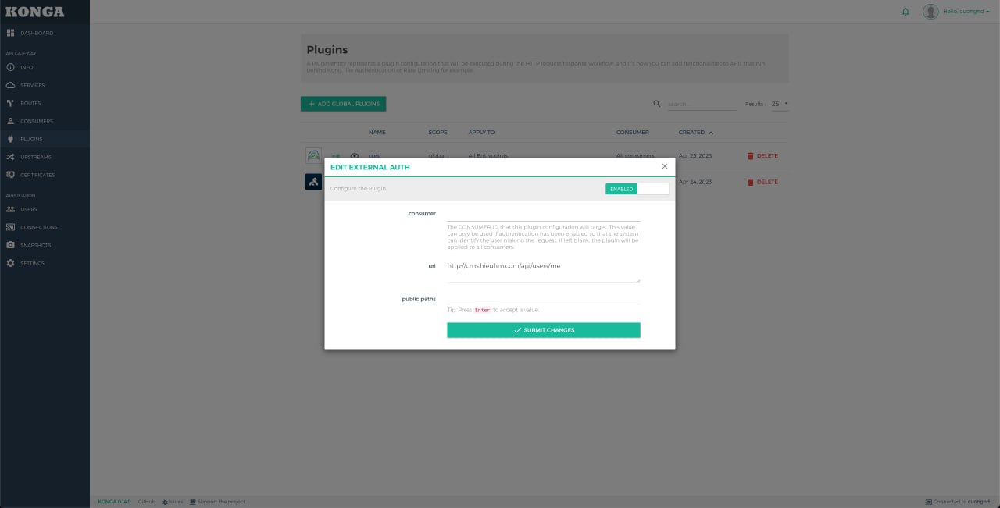 KONGA
Hello, cuongnd
DASHBOARD
API GATEWAY
INFO
SERVICES
ROUTES
CONSUMERS
PLUGINS
UPSTREAMS
CERTIFICATES
APPLICATION
USERS
CONNECTIONS
SNAPSHOTS
SETTINGS
Plugins
A Plugin entity represents a plugin configuration that will be executed during the HTTP request/response workflow, and it's how you can add functionalities to APIs that run
behind Kong, like Authentication or Rate Limiting for example.
ADD GLOBAL PLUGINS
search...
Results : 25
NAME SCOPE APPLY TO CONSUMER CREATED
cors global All Entrypoints All consumers Apr 25, 2023 DELETE
Apr 24, 2023 DELETE
EDIT EXTERNAL AUTH
Configure the Plugin.
ENABLED
consumer
The CONSUMER ID that this plugin configuration will target. This value
can only be used if authentication has been enabled so that the system
can identify the user making the request. If left blank, the plugin will be
applied to all consumers.
url
http://cms.hieuhm.com/api/users/me
public paths
Tip: Press Enter to accept a value.
SUBMIT CHANGES
KONGA 0.14.9 GitHub Issues Support the project
Connected to cuongnd